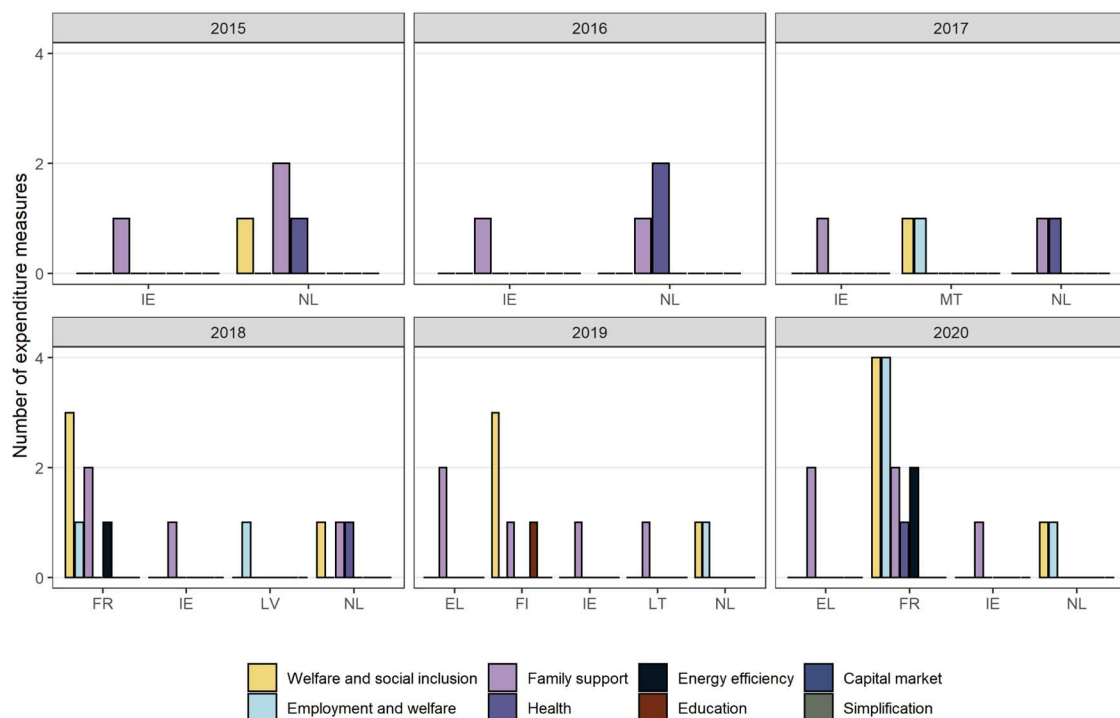 2015 2016 2017
Number of expenditure measures
4
2
0
IE NL IE NL IE MT NL
2018 2019 2020
4
2
0
FR IE LV NL EL FI IE LT NL EL FR IE NL
Welfare and social inclusion Family support Energy efficiency Capital market
Employment and welfare Health Education Simplification